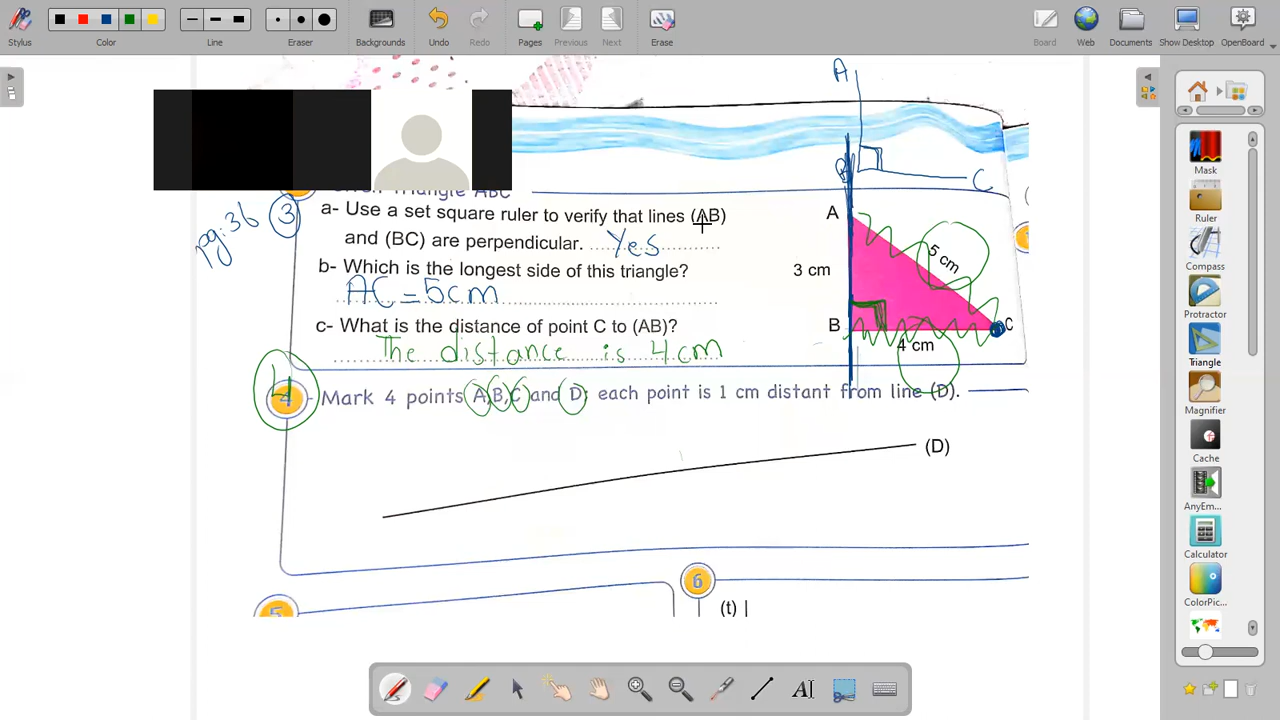 Stylus Color Line Eraser Backgrounds Undo Redo Pages Previous Next Erase Board Web Documents Show Desktop OpenBoard
A
B
C
Given Triangle ABC
pg: 36
3
a- Use a set square ruler to verify that lines (AB)
and (BC) are perpendicular. Yes
b- Which is the longest side of this triangle?
AC = 5cm
c- What is the distance of point C to (AB)?
The distance is 4cm
A
5 cm
3 cm
B
C
4 cm
4 - Mark 4 points A,B,C and D; each point is 1 cm distant from line (D).
(D)
5
6
(t)
Mask
Ruler
Compass
Protractor
Triangle
Magnifier
Cache
AnyEm...
Calculator
ColorPic...